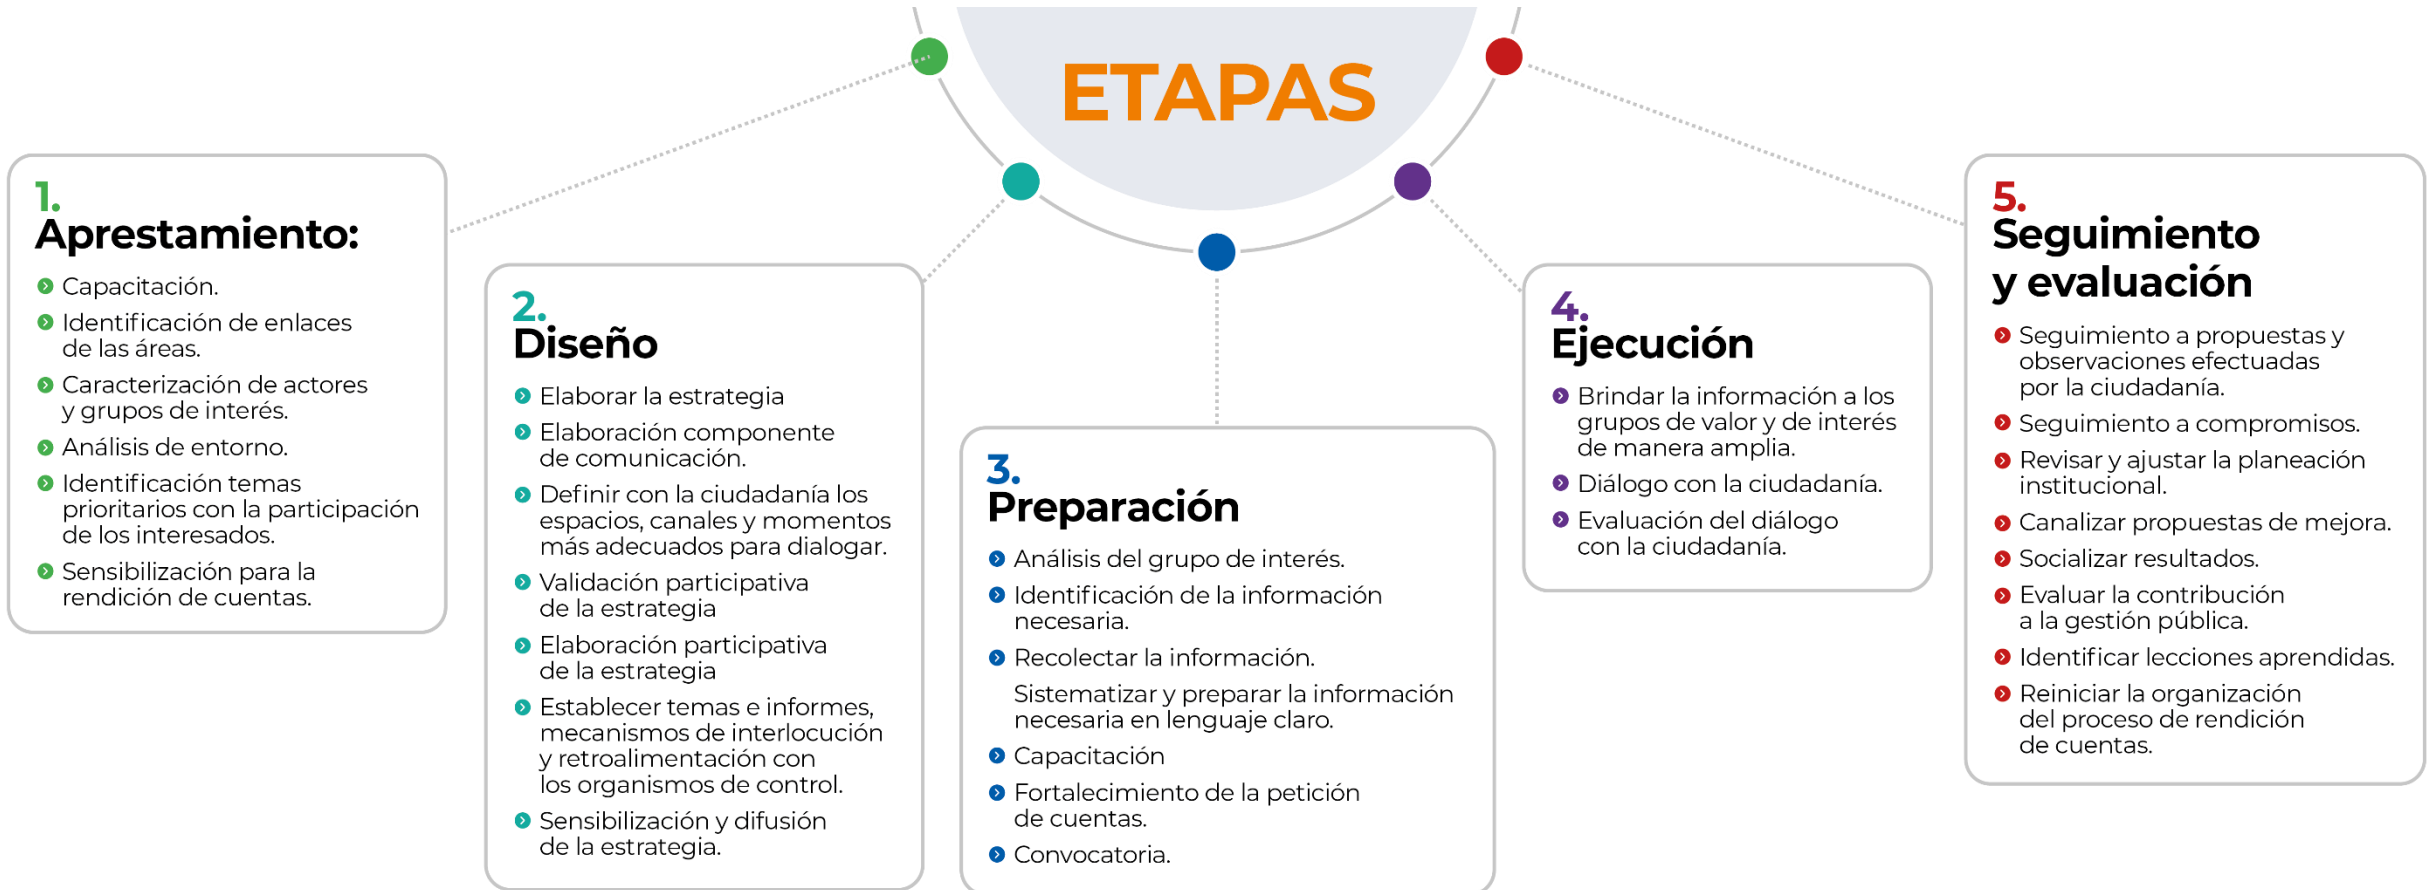 ETAPAS
1.
Aprestamiento:
Capacitación.
Identificación de enlaces
de las áreas.
Caracterización de actores
y grupos de interés.
Análisis de entorno.
Identificación temas
prioritarios con la participación
de los interesados.
Sensibilización para la
rendición de cuentas.
2.
Diseño
Elaborar la estrategia
Elaboración componente
de comunicación.
Definir con la ciudadanía los
espacios, canales y momentos
más adecuados para dialogar.
Validación participativa
de la estrategia
Elaboración participativa
de la estrategia
Establecer temas e informes,
mecanismos de interlocución
y retroalimentación con
los organismos de control.
Sensibilización y difusión
de la estrategia.
3.
Preparación
Análisis del grupo de interés.
Identificación de la información
necesaria.
Recolectar la información.
Sistematizar y preparar la información
necesaria en lenguaje claro.
Capacitación
Fortalecimiento de la petición
de cuentas.
Convocatoria.
4.
Ejecución
Brindar la información a los
grupos de valor y de interés
de manera amplia.
Diálogo con la ciudadanía.
Evaluación del diálogo
con la ciudadanía.
5.
Seguimiento
y evaluación
Seguimiento a propuestas y
observaciones efectuadas
por la ciudadanía.
Seguimiento a compromisos.
Revisar y ajustar la planeación
institucional.
Canalizar propuestas de mejora.
Socializar resultados.
Evaluar la contribución
a la gestión pública.
Identificar lecciones aprendidas.
Reiniciar la organización
del proceso de rendición
de cuentas.